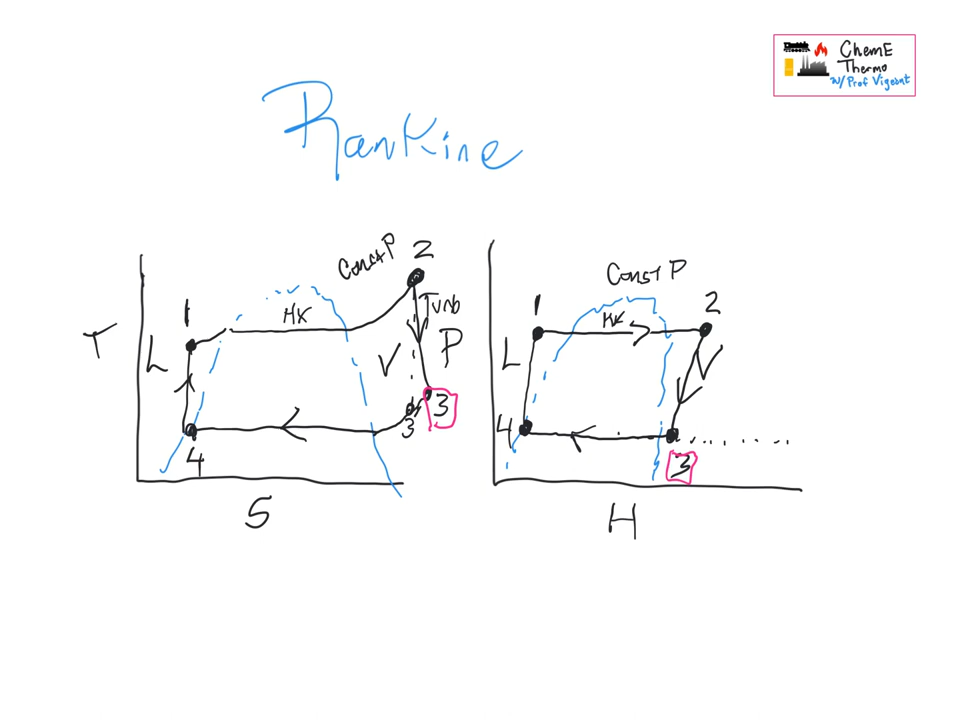 ChemE
Thermo
w/Prof Vigeant
Rankine
Const P
2
1
HX
Turb
T
L
V
P
3
3
4
S
Const P
1
2
HX
L
V
P
4
3
H